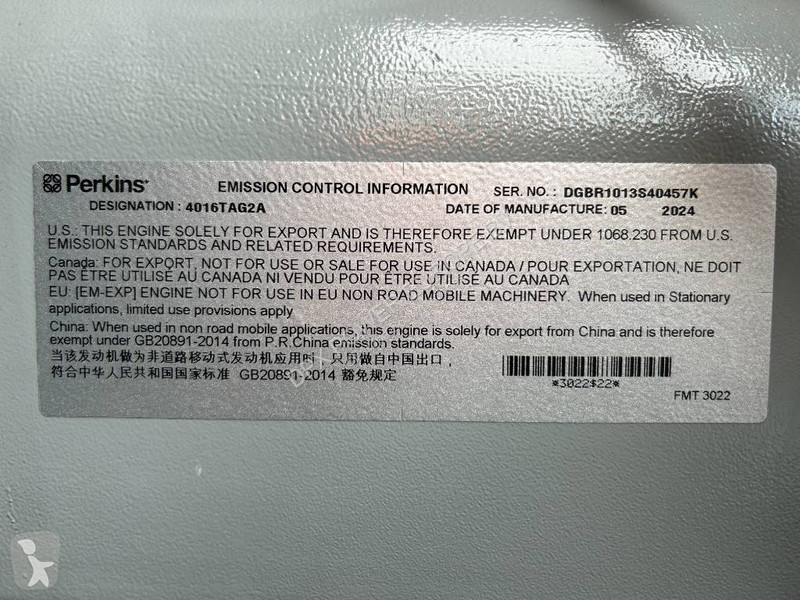 Perkins EMISSION CONTROL INFORMATION SER. NO. : DGBR1013S40457K
DESIGNATION : 4016TAG2A DATE OF MANUFACTURE: 05 2024
U.S.: THIS ENGINE SOLELY FOR EXPORT AND IS THEREFORE EXEMPT UNDER 1068.230 FROM U.S.
EMISSION STANDARDS AND RELATED REQUIREMENTS.
Canada: FOR EXPORT, NOT FOR USE OR SALE FOR USE IN CANADA / POUR EXPORTATION, NE DOIT
PAS ÊTRE UTILISÉ AU CANADA NI VENDU POUR ÊTRE UTILISÉ AU CANADA
EU: [EM-EXP] ENGINE NOT FOR USE IN EU NON ROAD MOBILE MACHINERY. When used in Stationary
applications, limited use provisions apply
China: When used in non road mobile applications, this engine is solely for export from China and is therefore
exempt under GB20891-2014 from P.R.China emission standards.
当该发动机做为非道路移动式发动机应用时，只用做自中国出口，
符合中华人民共和国国家标准 GB20891-2014 豁免规定
*3022$22*
FMT 3022